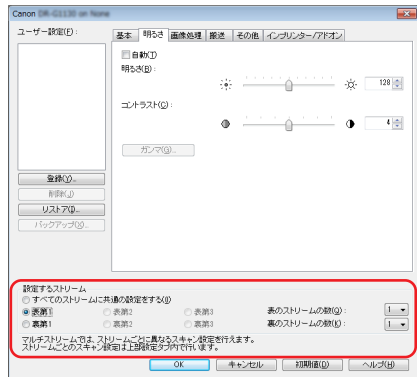 Canon DR-G1130 on None
ユーザー設定(F):
基本 明るさ 画像処理 搬送 その他 インプリンター/アドオン
自動(T)
明るさ(B):
128
コントラスト(C):
4
ガンマ(G)...
登録(Y)...
削除(J)
リストア(I)...
バックアップ(X)...
設定するストリーム
すべてのストリームに共通の設定をする(J)
表第1 表第2 表第3 表のストリームの数(Q): 1
裏第1 表第2 表第3 裏のストリームの数(K): 1
マルチストリームでは、ストリームごとに異なるスキャン設定を行えます。
ストリームごとのスキャン設定は上部設定タブ内で行います。
OK キャンセル 初期値(D) ヘルプ(H)